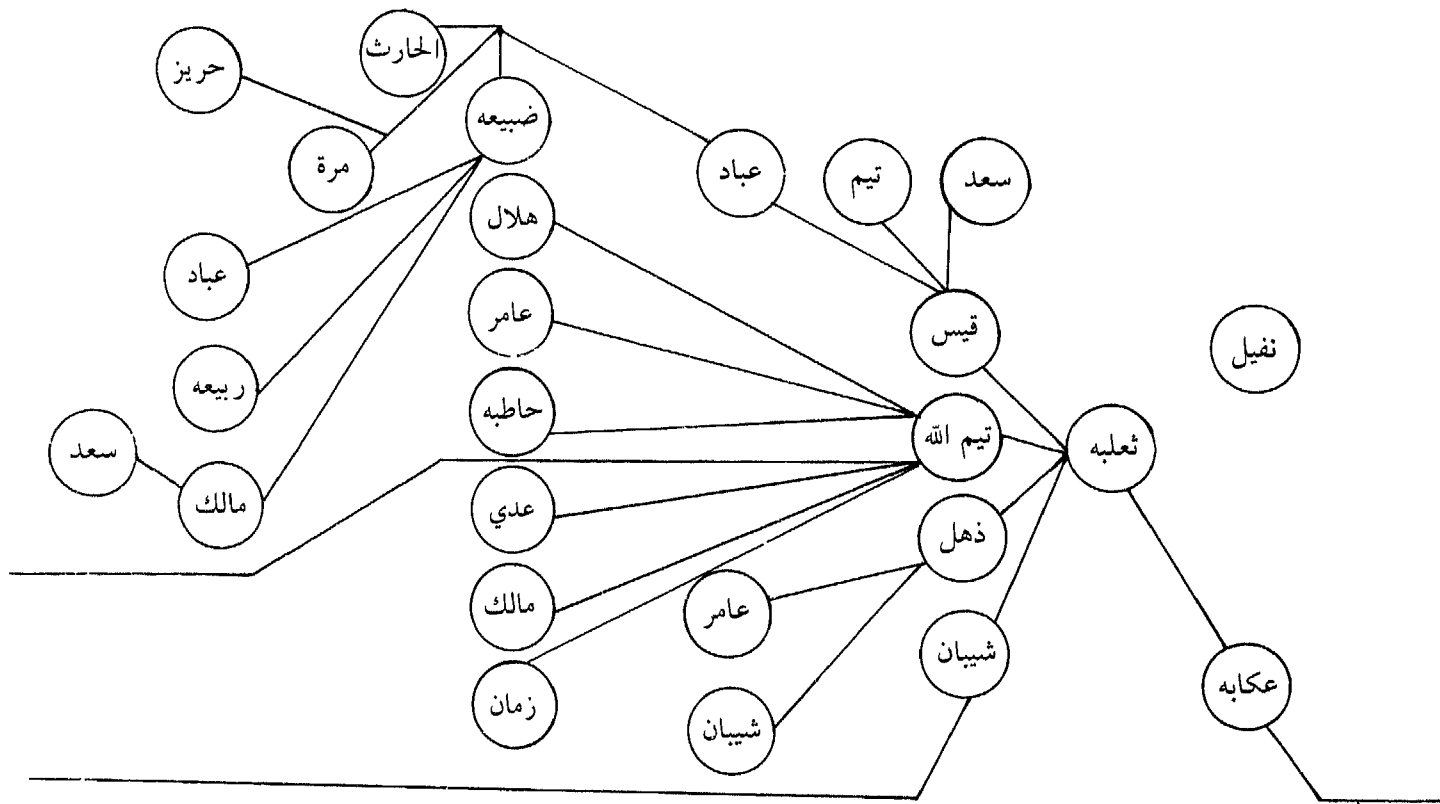 نفيل
عكابه
ثعلبه
قيس
تيم الله
ذهل
شيبان
سعد
تيم
عباد
عامر
شيبان
الحارث
ضبيعه
مرة
حريز
هلال
عامر
حاطبه
عدي
مالك
زمان
عباد
ربيعه
مالك
سعد